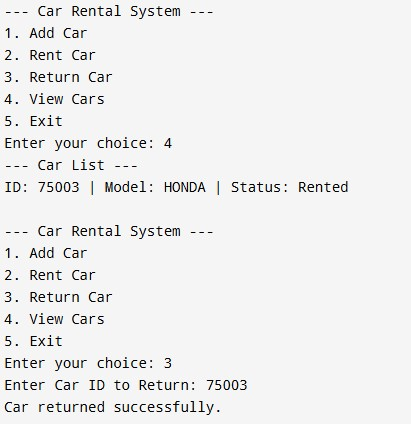 --- Car Rental System ---
1. Add Car
2. Rent Car
3. Return Car
4. View Cars
5. Exit
Enter your choice: 4
--- Car List ---
ID: 75003 | Model: HONDA | Status: Rented

--- Car Rental System ---
1. Add Car
2. Rent Car
3. Return Car
4. View Cars
5. Exit
Enter your choice: 3
Enter Car ID to Return: 75003
Car returned successfully.